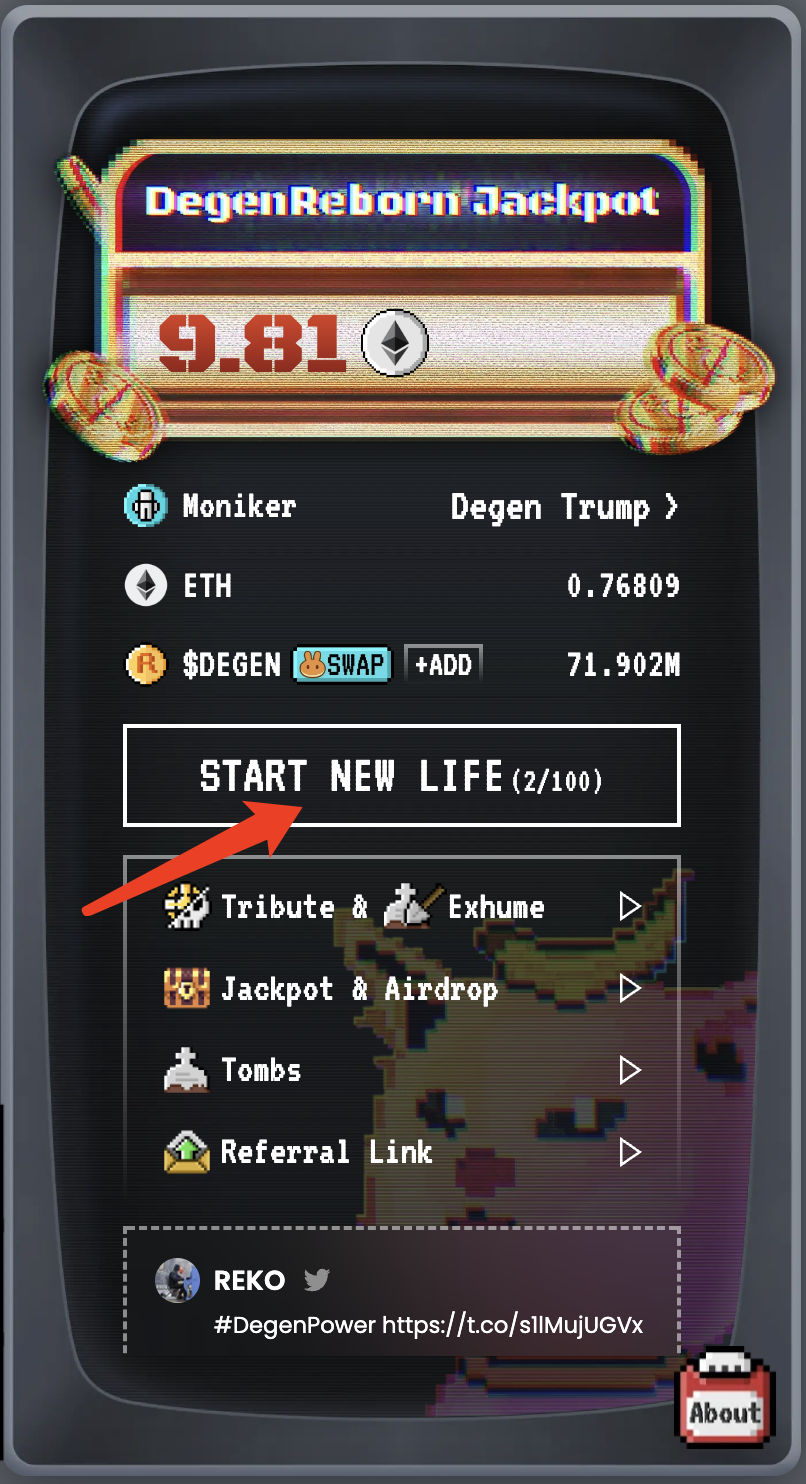 DegenReborn Jackpot
9.81
Moniker Degen Trump >
ETH 0.76809
R $DEGEN SWAP +ADD 71.902M
START NEW LIFE (2/100)
Tribute & Exhume
Jackpot & Airdrop
Tombs
Referral Link
REKO
#DegenPower https://t.co/s1lMujUGVx
About